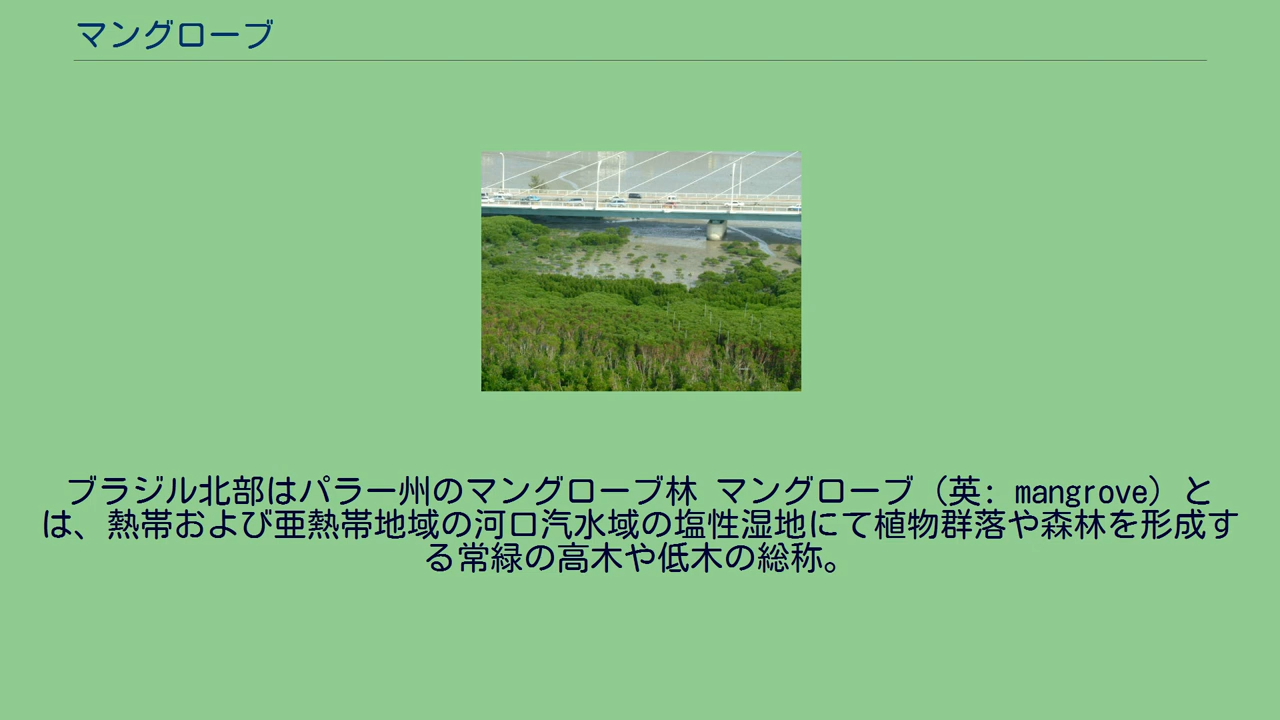 マングローブ
ブラジル北部はパラー州のマングローブ林 マングローブ（英: mangrove）と
は、熱帯および亜熱帯地域の河口汽水域の塩性湿地にて植物群落や森林を形成す
る常緑の高木や低木の総称。